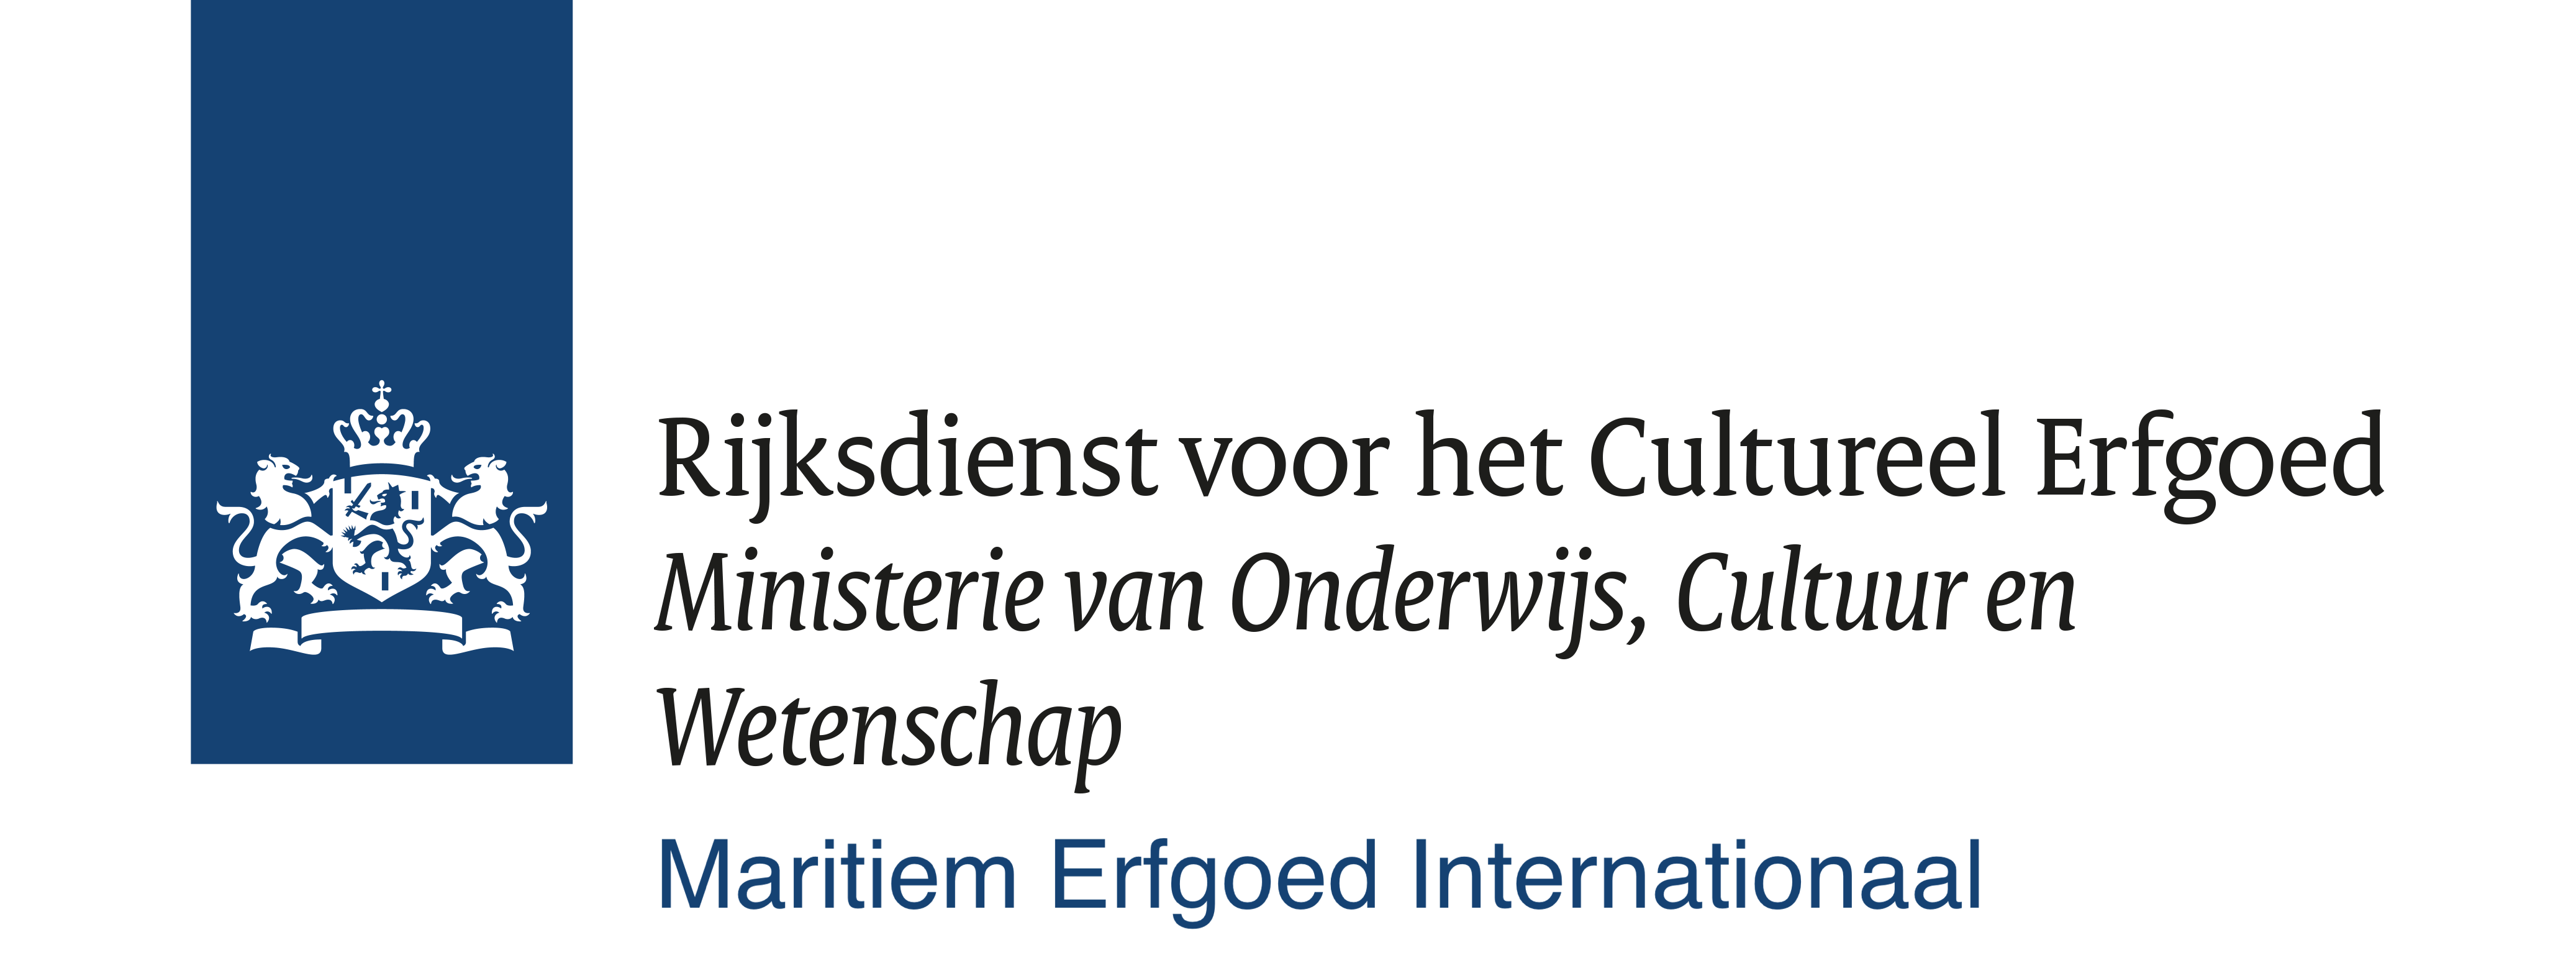 Rijksdienst voor het Cultureel Erfgoed
Ministerie van Onderwijs, Cultuur en
Wetenschap
Maritiem Erfgoed Internationaal